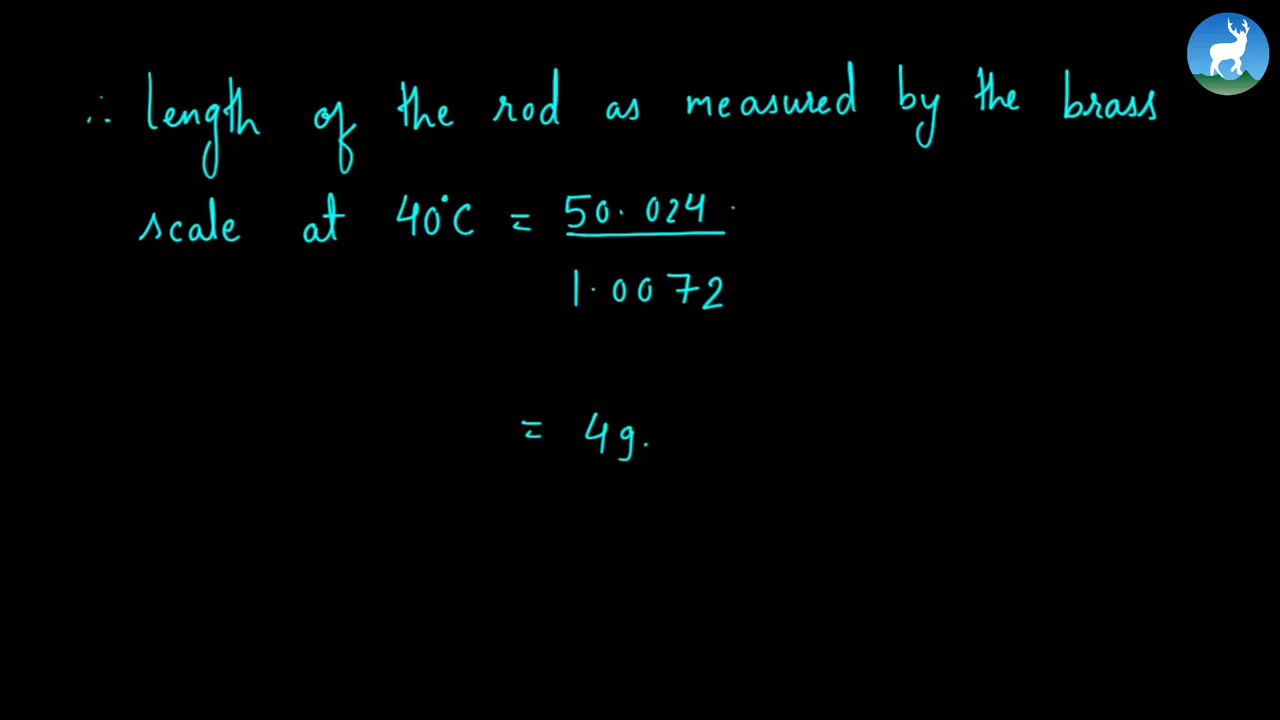 ∴ length of the rod as measured by the brass
scale at 40°C = 50.024
1.0072
= 49.